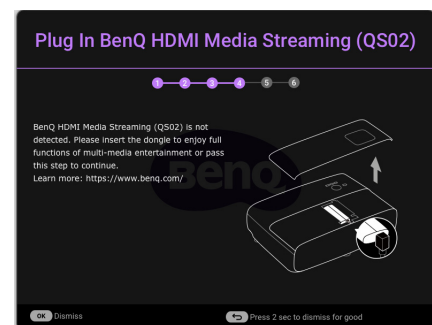 Plug In BenQ HDMI Media Streaming (QS02)
1 2 3 4 5 6
BenQ HDMI Media Streaming (QS02) is not
detected. Please insert the dongle to enjoy full
functions of multi-media entertainment or pass
this step to continue.
Learn more: https://www.benq.com/
BenQ
OK Dismiss
Press 2 sec to dismiss for good